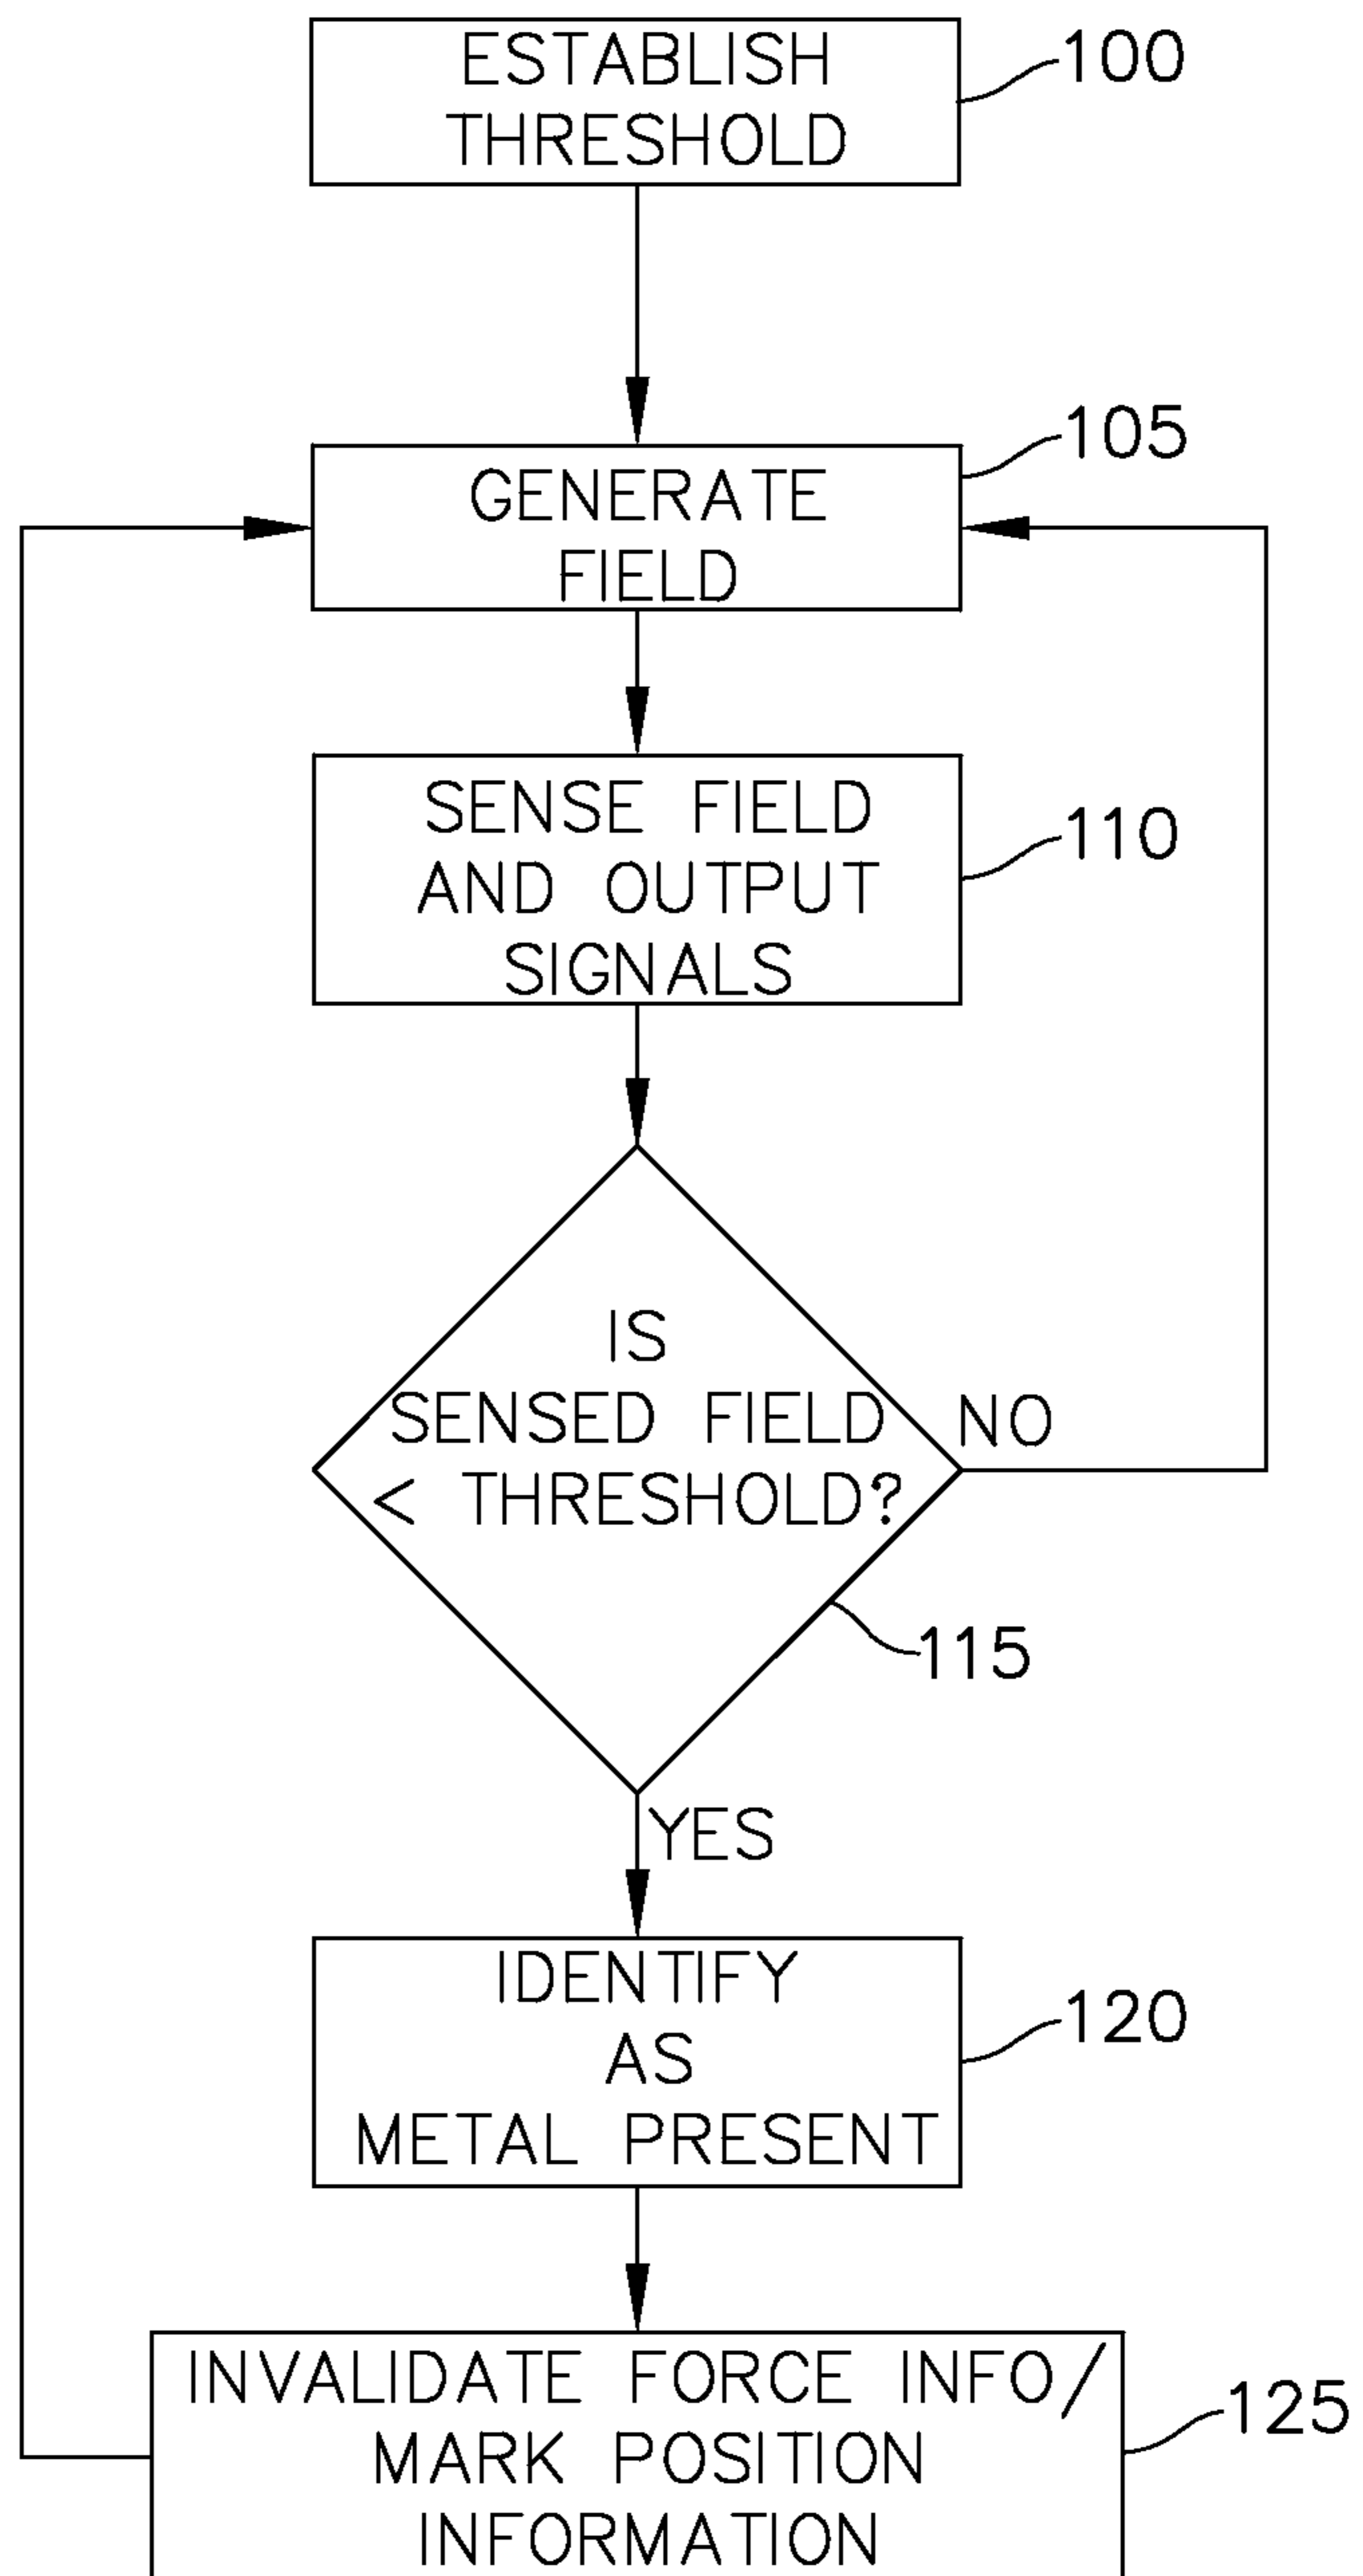 ESTABLISH
THRESHOLD
100
GENERATE
FIELD
105
SENSE FIELD
AND OUTPUT
SIGNALS
110
IS
SENSED FIELD
< THRESHOLD?
NO
115
YES
IDENTIFY
AS
METAL PRESENT
120
INVALIDATE FORCE INFO/
MARK POSITION
INFORMATION
125